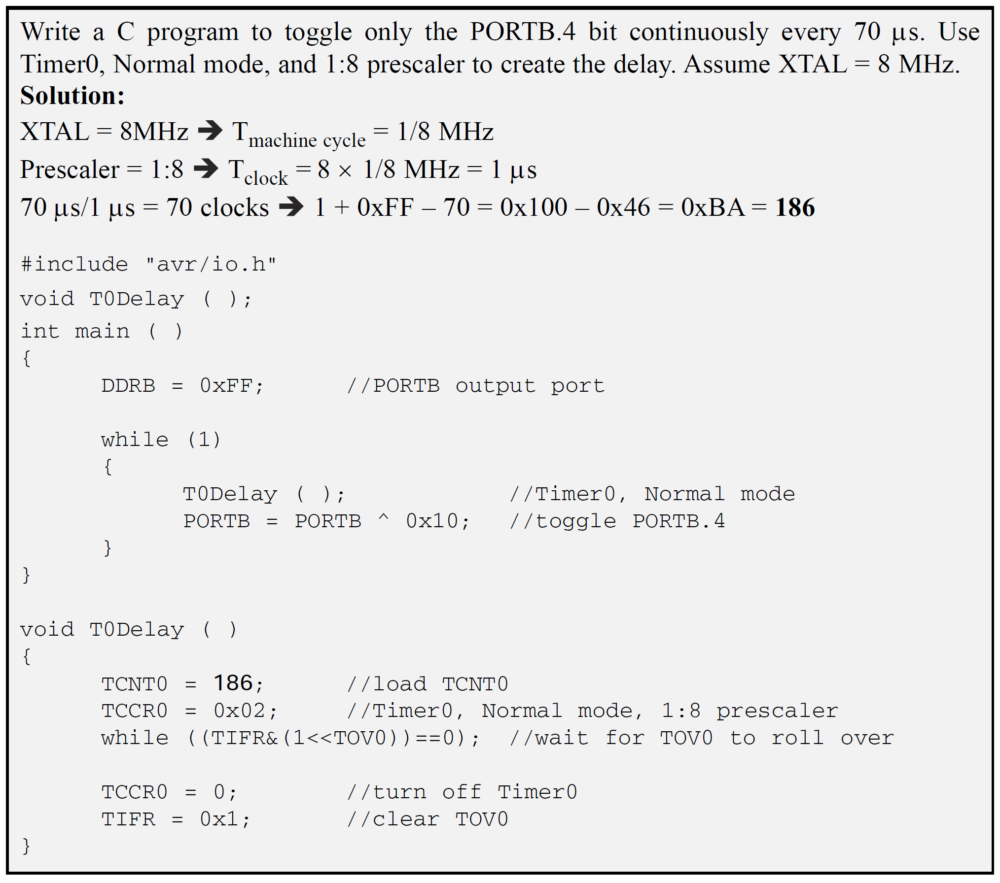 Write a C program to toggle only the PORTB.4 bit continuously every 70 μs. Use
Timer0, Normal mode, and 1:8 prescaler to create the delay. Assume XTAL = 8 MHz.
Solution:
XTAL = 8MHz ➔ Tmachine cycle = 1/8 MHz
Prescaler = 1:8 ➔ Tclock = 8 × 1/8 MHz = 1 μs
70 μs/1 μs = 70 clocks ➔ 1 + 0xFF – 70 = 0x100 – 0x46 = 0xBA = 186
#include "avr/io.h"
void T0Delay ( );
int main ( )
{
DDRB = 0xFF; //PORTB output port
while (1)
{
T0Delay ( ); //Timer0, Normal mode
PORTB = PORTB ^ 0x10; //toggle PORTB.4
}
}
void T0Delay ( )
{
TCNT0 = 186; //load TCNT0
TCCR0 = 0x02; //Timer0, Normal mode, 1:8 prescaler
while ((TIFR&(1<<TOV0))==0); //wait for TOV0 to roll over
TCCR0 = 0; //turn off Timer0
TIFR = 0x1; //clear TOV0
}